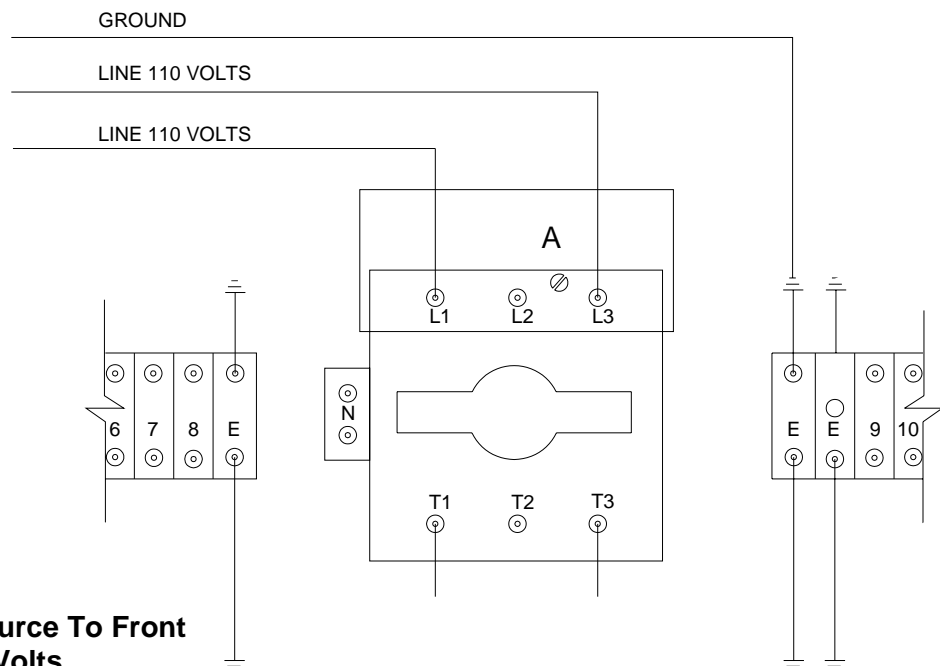 GROUND
LINE 110 VOLTS
LINE 110 VOLTS
A
L1 L2 L3
6 7 8 E
N
E E 9 10
T1 T2 T3
To Front
Volts